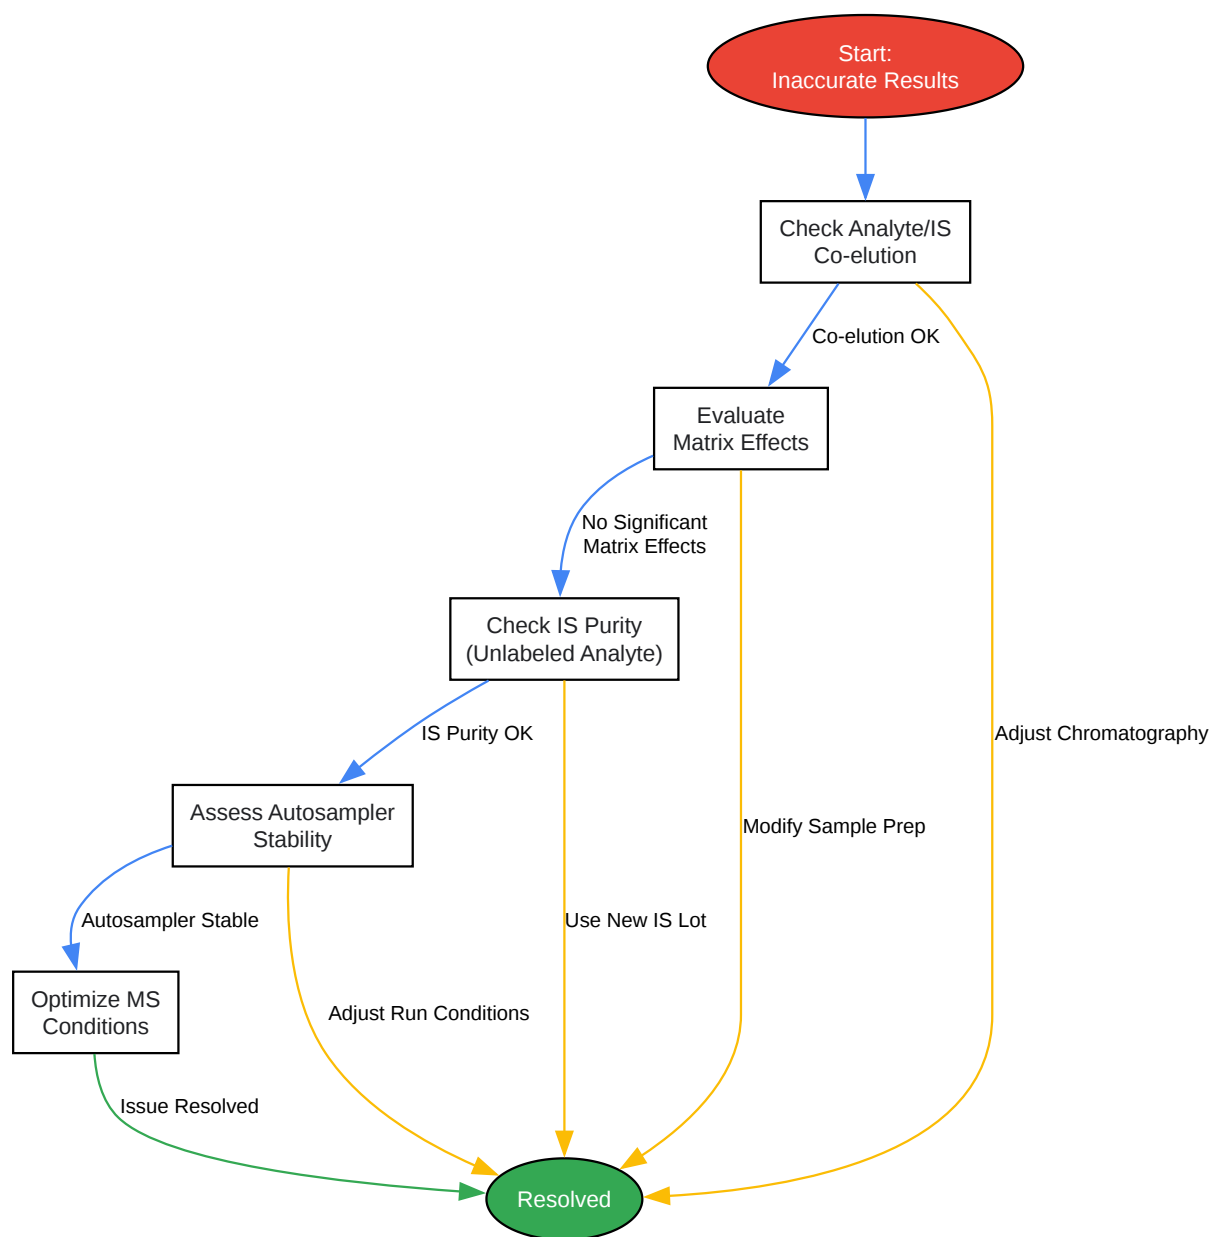 Start:
Inaccurate Results
Check Analyte/IS
Co-elution
Co-elution OK
Evaluate
Matrix Effects
No Significant
Matrix Effects
Check IS Purity
(Unlabeled Analyte)
IS Purity OK
Adjust Chromatography
Assess Autosampler
Stability
Modify Sample Prep
Autosampler Stable
Use New IS Lot
Optimize MS
Conditions
Adjust Run Conditions
Issue Resolved
Resolved